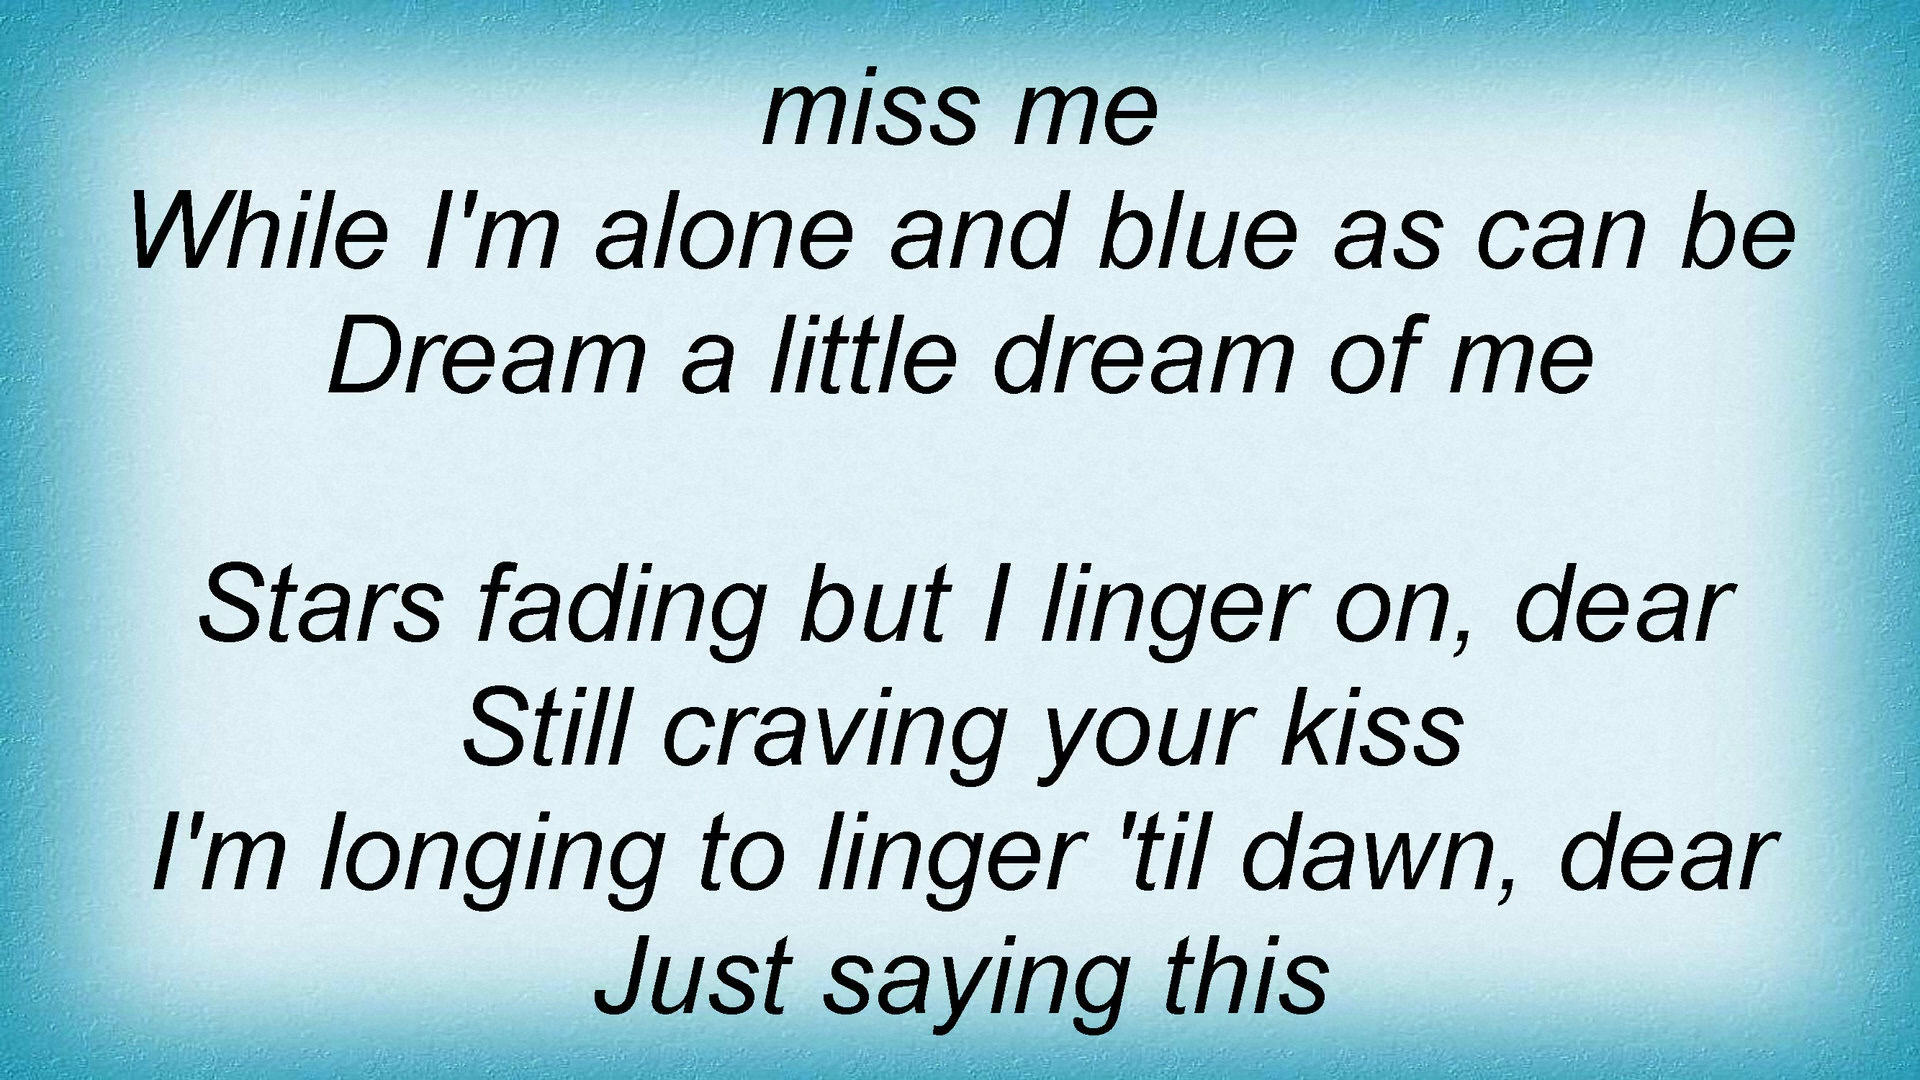 miss me
While I'm alone and blue as can be
Dream a little dream of me
Stars fading but I linger on, dear
Still craving your kiss
I'm longing to linger 'til dawn, dear
Just saying this